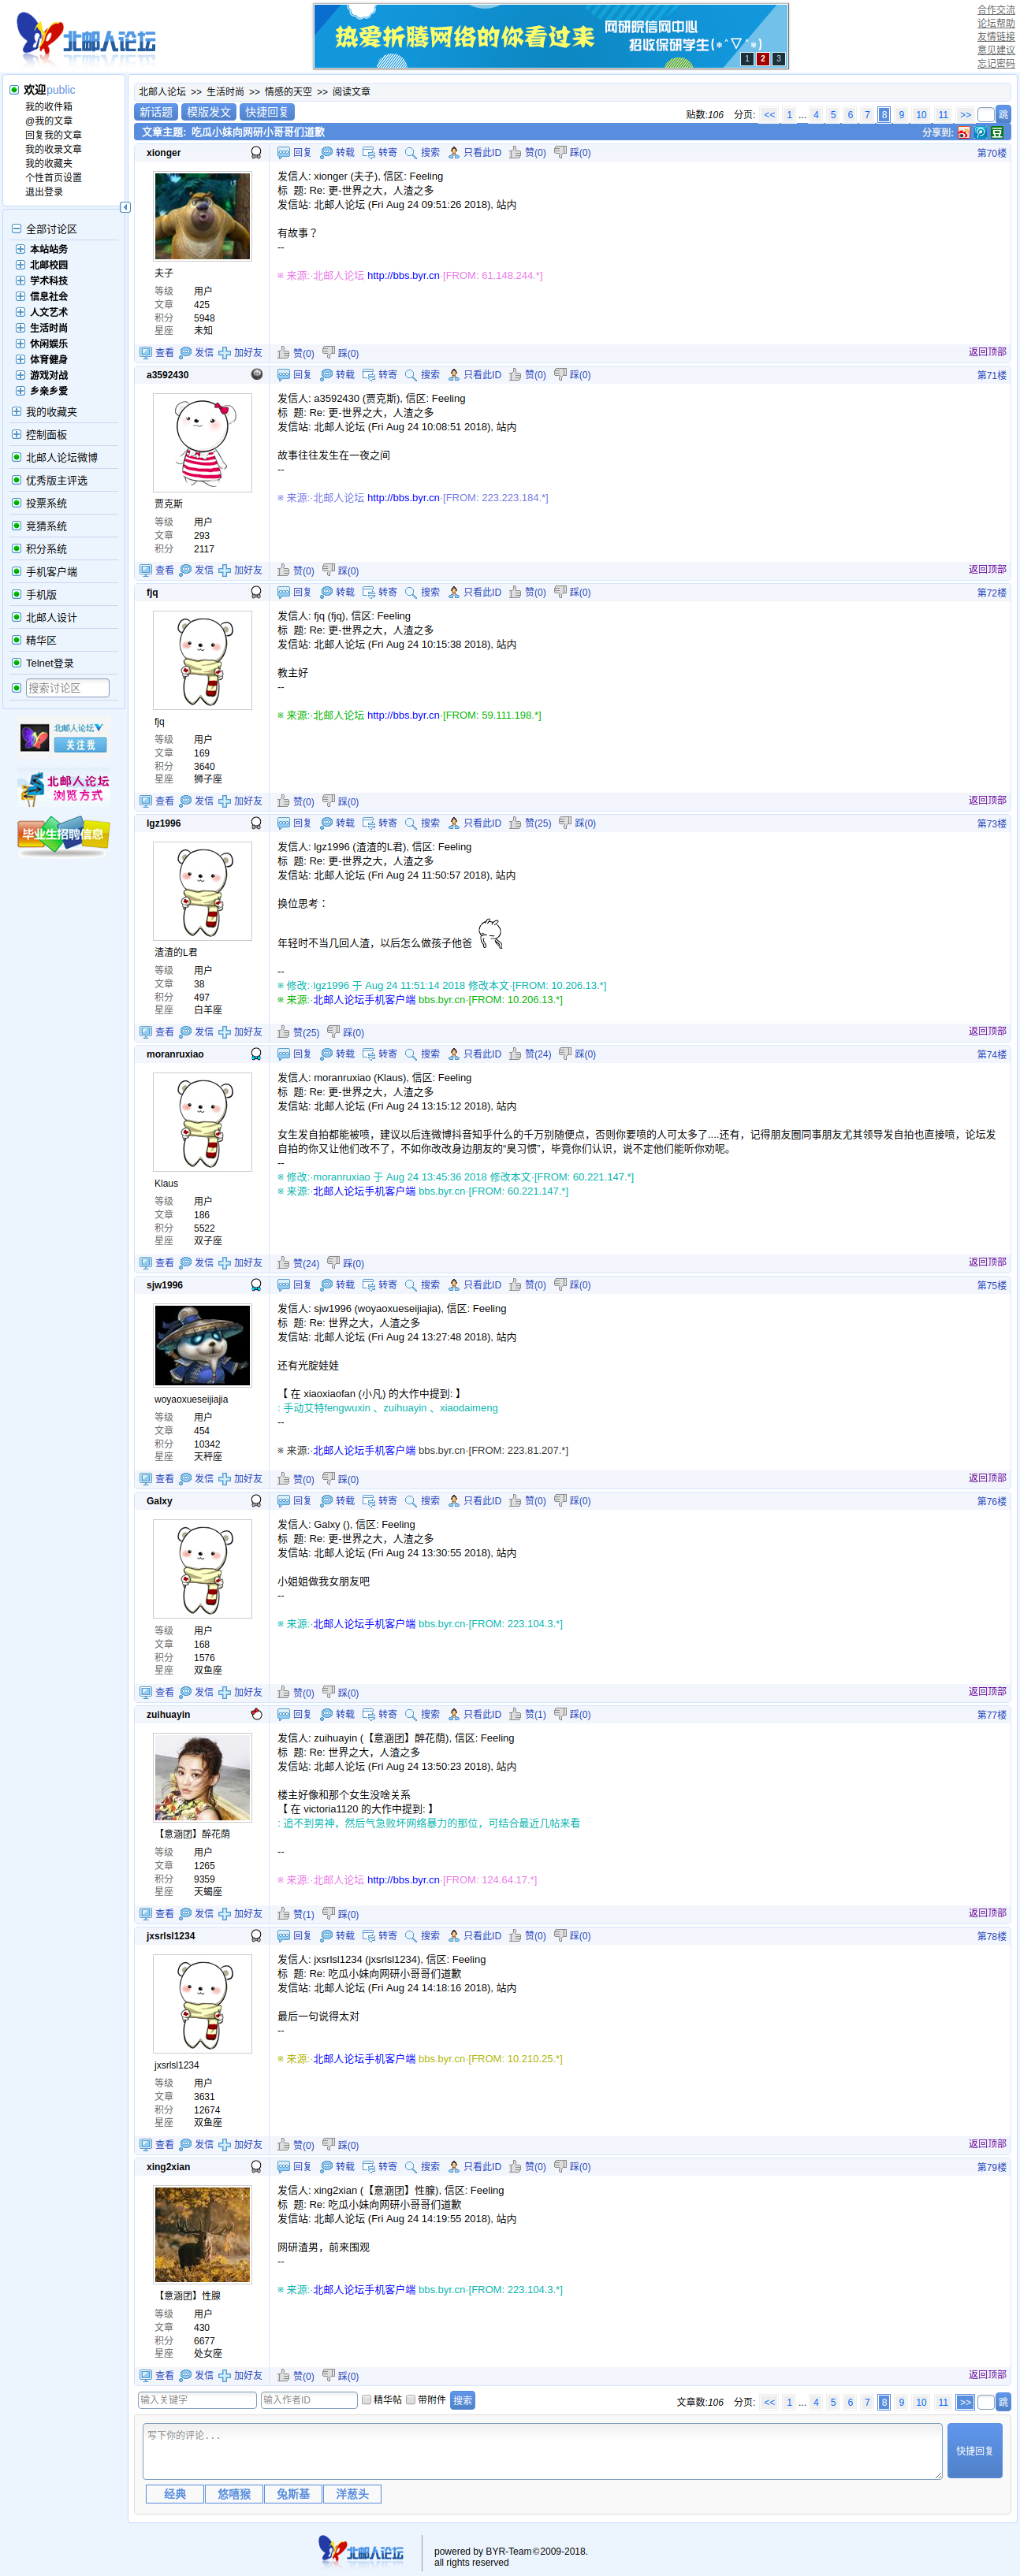 北邮人论坛
热爱折腾网络的你看过来
网研院信网中心
招收保研学生(*^▽^*)
1 2 3
合作交流
论坛帮助
友情链接
意见建议
忘记密码
欢迎public
我的收件箱
@我的文章
回复我的文章
我的收录文章
我的收藏夹
个性首页设置
退出登录
全部讨论区
本站站务
北邮校园
学术科技
信息社会
人文艺术
生活时尚
休闲娱乐
体育健身
游戏对战
乡亲乡爱
我的收藏夹
控制面板
北邮人论坛微博
优秀版主评选
投票系统
竞猜系统
积分系统
手机客户端
手机版
北邮人设计
精华区
Telnet登录
搜索讨论区
北邮人论坛
关注我
北邮人论坛
浏览方式
毕业生招聘信息
北邮人论坛 >> 生活时尚 >> 情感的天空 >> 阅读文章
新话题 模版发文 快捷回复
贴数:106 分页: << 1 ... 4 5 6 7 8 9 10 11 >> 跳
文章主题: 吃瓜小妹向网研小哥哥们道歉
分享到: 豆
xionger
回复 转载 转寄 搜索 只看此ID 赞(0) 踩(0) 第70楼
夫子
等级 用户
文章 425
积分 5948
星座 未知
发信人: xionger (夫子), 信区: Feeling
标 题: Re: 更-世界之大，人渣之多
发信站: 北邮人论坛 (Fri Aug 24 09:51:26 2018), 站内
有故事？
--
※ 来源:·北邮人论坛 http://bbs.byr.cn·[FROM: 61.148.244.*]
查看 发信 加好友 赞(0) 踩(0) 返回顶部
a3592430
回复 转载 转寄 搜索 只看此ID 赞(0) 踩(0) 第71楼
贾克斯
等级 用户
文章 293
积分 2117
发信人: a3592430 (贾克斯), 信区: Feeling
标 题: Re: 更-世界之大，人渣之多
发信站: 北邮人论坛 (Fri Aug 24 10:08:51 2018), 站内
故事往往发生在一夜之间
--
※ 来源:·北邮人论坛 http://bbs.byr.cn·[FROM: 223.223.184.*]
查看 发信 加好友 赞(0) 踩(0) 返回顶部
fjq
回复 转载 转寄 搜索 只看此ID 赞(0) 踩(0) 第72楼
fjq
等级 用户
文章 169
积分 3640
星座 狮子座
发信人: fjq (fjq), 信区: Feeling
标 题: Re: 更-世界之大，人渣之多
发信站: 北邮人论坛 (Fri Aug 24 10:15:38 2018), 站内
教主好
--
※ 来源:·北邮人论坛 http://bbs.byr.cn·[FROM: 59.111.198.*]
查看 发信 加好友 赞(0) 踩(0) 返回顶部
lgz1996
回复 转载 转寄 搜索 只看此ID 赞(25) 踩(0) 第73楼
渣渣的L君
等级 用户
文章 38
积分 497
星座 白羊座
发信人: lgz1996 (渣渣的L君), 信区: Feeling
标 题: Re: 更-世界之大，人渣之多
发信站: 北邮人论坛 (Fri Aug 24 11:50:57 2018), 站内
换位思考：
年轻时不当几回人渣，以后怎么做孩子他爸
--
※ 修改:·lgz1996 于 Aug 24 11:51:14 2018 修改本文·[FROM: 10.206.13.*]
※ 来源:·北邮人论坛手机客户端 bbs.byr.cn·[FROM: 10.206.13.*]
查看 发信 加好友 赞(25) 踩(0) 返回顶部
moranruxiao
回复 转载 转寄 搜索 只看此ID 赞(24) 踩(0) 第74楼
Klaus
等级 用户
文章 186
积分 5522
星座 双子座
发信人: moranruxiao (Klaus), 信区: Feeling
标 题: Re: 更-世界之大，人渣之多
发信站: 北邮人论坛 (Fri Aug 24 13:15:12 2018), 站内
女生发自拍都能被喷，建议以后连微博抖音知乎什么的千万别随便点，否则你要喷的人可太多了....还有，记得朋友圈同事朋友尤其领导发自拍也直接喷，论坛发
自拍的你又让他们改不了，不如你改改身边朋友的“臭习惯”，毕竟你们认识，说不定他们能听你劝呢。
--
※ 修改:·moranruxiao 于 Aug 24 13:45:36 2018 修改本文·[FROM: 60.221.147.*]
※ 来源:·北邮人论坛手机客户端 bbs.byr.cn·[FROM: 60.221.147.*]
查看 发信 加好友 赞(24) 踩(0) 返回顶部
sjw1996
回复 转载 转寄 搜索 只看此ID 赞(0) 踩(0) 第75楼
woyaoxueseijiajia
等级 用户
文章 454
积分 10342
星座 天秤座
发信人: sjw1996 (woyaoxueseijiajia), 信区: Feeling
标 题: Re: 世界之大，人渣之多
发信站: 北邮人论坛 (Fri Aug 24 13:27:48 2018), 站内
还有光腚娃娃
【 在 xiaoxiaofan (小凡) 的大作中提到: 】
: 手动艾特fengwuxin 、zuihuayin 、xiaodaimeng
--
※ 来源:·北邮人论坛手机客户端 bbs.byr.cn·[FROM: 223.81.207.*]
查看 发信 加好友 赞(0) 踩(0) 返回顶部
Galxy
回复 转载 转寄 搜索 只看此ID 赞(0) 踩(0) 第76楼
等级 用户
文章 168
积分 1576
星座 双鱼座
发信人: Galxy (), 信区: Feeling
标 题: Re: 更-世界之大，人渣之多
发信站: 北邮人论坛 (Fri Aug 24 13:30:55 2018), 站内
小姐姐做我女朋友吧
--
※ 来源:·北邮人论坛手机客户端 bbs.byr.cn·[FROM: 223.104.3.*]
查看 发信 加好友 赞(0) 踩(0) 返回顶部
zuihuayin
回复 转载 转寄 搜索 只看此ID 赞(1) 踩(0) 第77楼
【意涵团】醉花荫
等级 用户
文章 1265
积分 9359
星座 天蝎座
发信人: zuihuayin (【意涵团】醉花荫), 信区: Feeling
标 题: Re: 世界之大，人渣之多
发信站: 北邮人论坛 (Fri Aug 24 13:50:23 2018), 站内
楼主好像和那个女生没啥关系
【 在 victoria1120 的大作中提到: 】
: 追不到男神，然后气急败坏网络暴力的那位，可结合最近几帖来看
--
※ 来源:·北邮人论坛 http://bbs.byr.cn·[FROM: 124.64.17.*]
查看 发信 加好友 赞(1) 踩(0) 返回顶部
jxsrlsl1234
回复 转载 转寄 搜索 只看此ID 赞(0) 踩(0) 第78楼
jxsrlsl1234
等级 用户
文章 3631
积分 12674
星座 双鱼座
发信人: jxsrlsl1234 (jxsrlsl1234), 信区: Feeling
标 题: Re: 吃瓜小妹向网研小哥哥们道歉
发信站: 北邮人论坛 (Fri Aug 24 14:18:16 2018), 站内
最后一句说得太对
--
※ 来源:·北邮人论坛手机客户端 bbs.byr.cn·[FROM: 10.210.25.*]
查看 发信 加好友 赞(0) 踩(0) 返回顶部
xing2xian
回复 转载 转寄 搜索 只看此ID 赞(0) 踩(0) 第79楼
【意涵团】性腺
等级 用户
文章 430
积分 6677
星座 处女座
发信人: xing2xian (【意涵团】性腺), 信区: Feeling
标 题: Re: 吃瓜小妹向网研小哥哥们道歉
发信站: 北邮人论坛 (Fri Aug 24 14:19:55 2018), 站内
网研渣男，前来围观
--
※ 来源:·北邮人论坛手机客户端 bbs.byr.cn·[FROM: 223.104.3.*]
查看 发信 加好友 赞(0) 踩(0) 返回顶部
输入关键字 输入作者ID 精华帖 带附件 搜索
文章数:106 分页: << 1 ... 4 5 6 7 8 9 10 11 >> 跳
写下你的评论...
快捷回复
经典 悠嘻猴 兔斯基 洋葱头
北邮人论坛
powered by BYR-Team©2009-2018.
all rights reserved